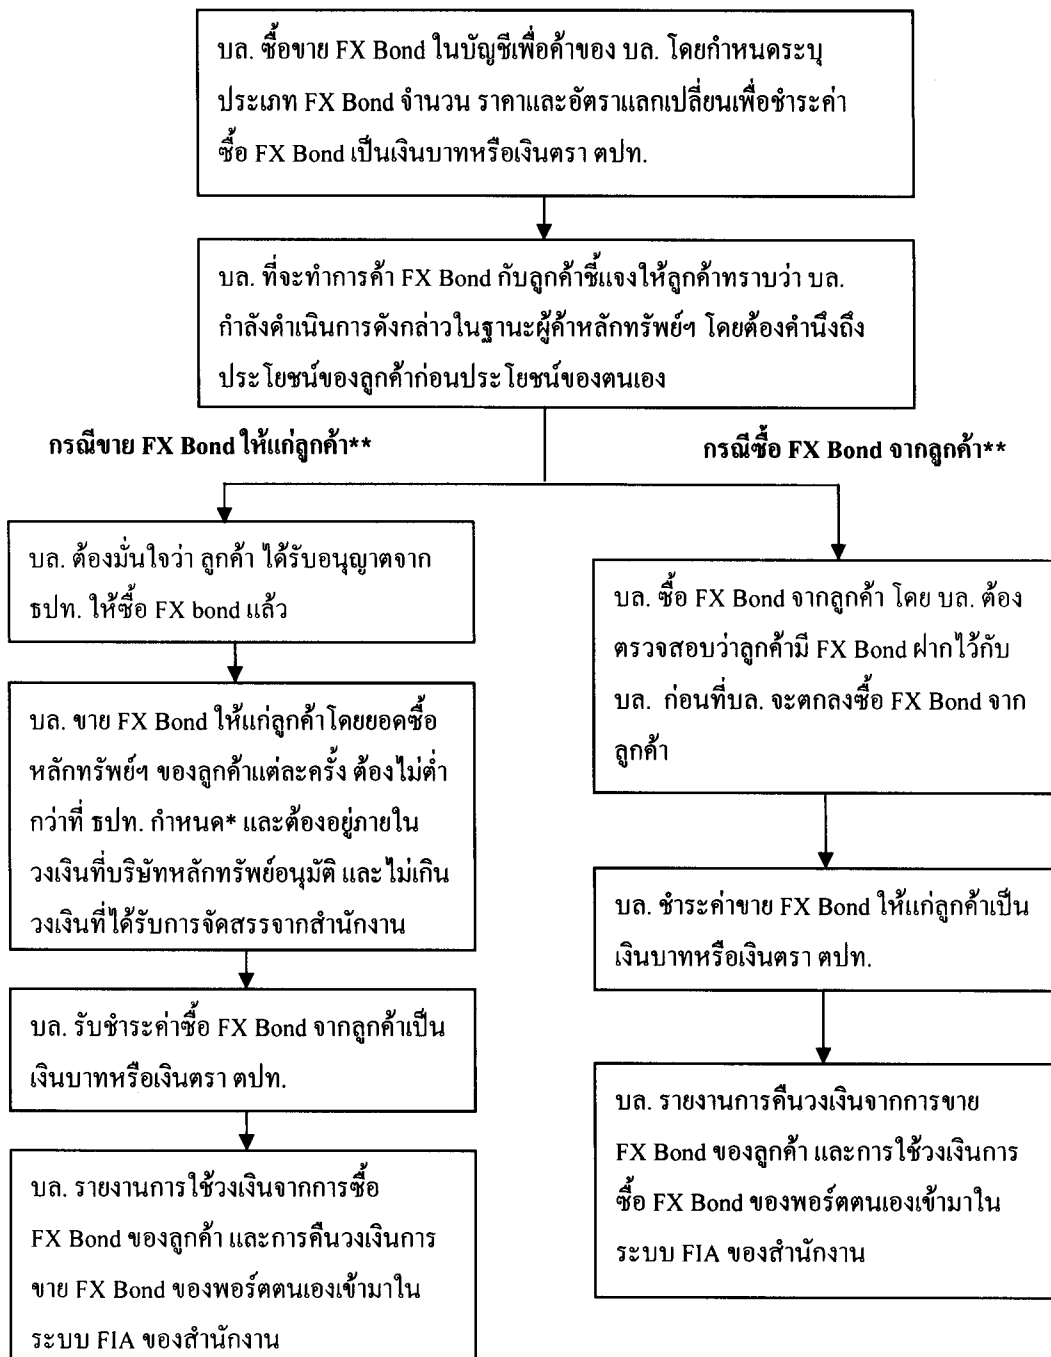 บล. ซื้อขาย FX Bond ในบัญชีเพื่อค้าของ บล. โดยกำหนดระบุ
ประเภท FX Bond จำนวน ราคาและอัตราแลกเปลี่ยนเพื่อชำระค่า
ซื้อ FX Bond เป็นเงินบาทหรือเงินตรา ตปท.
บล. ที่จะทำการค้า FX Bond กับลูกค้าชี้แจงให้ลูกค้าทราบว่า บล.
กำลังดำเนินการดังกล่าวในฐานะผู้ค้าหลักทรัพย์ฯ โดยต้องคำนึงถึง
ประโยชน์ของลูกค้าก่อนประโยชน์ของตนเอง
กรณีขาย FX Bond ให้แก่ลูกค้า**
บล. ต้องมั่นใจว่า ลูกค้า ได้รับอนุญาตจาก
ธปท. ให้ซื้อ FX bond แล้ว
บล. ขาย FX Bond ให้แก่ลูกค้าโดยยอดซื้อ
หลักทรัพย์ฯ ของลูกค้าแต่ละครั้ง ต้องไม่ต่ำ
กว่าที่ ธปท. กำหนด* และต้องอยู่ภายใน
วงเงินที่บริษัทหลักทรัพย์อนุมัติ และไม่เกิน
วงเงินที่ได้รับการจัดสรรจากสำนักงาน
บล. รับชำระค่าซื้อ FX Bond จากลูกค้าเป็น
เงินบาทหรือเงินตรา ตปท.
บล. รายงานการใช้วงเงินจากการซื้อ
FX Bond ของลูกค้า และการคืนวงเงินการ
ขาย FX Bond ของพอร์ตตนเองเข้ามาใน
ระบบ FIA ของสำนักงาน
กรณีซื้อ FX Bond จากลูกค้า**
บล. ซื้อ FX Bond จากลูกค้า โดย บล. ต้อง
ตรวจสอบว่าลูกค้ามี FX Bond ฝากไว้กับ
บล. ก่อนที่บล. จะตกลงซื้อ FX Bond จาก
ลูกค้า
บล. ชำระค่าขาย FX Bond ให้แก่ลูกค้าเป็น
เงินบาทหรือเงินตรา ตปท.
บล. รายงานการคืนวงเงินจากการขาย
FX Bond ของลูกค้า และการใช้วงเงินการ
ซื้อ FX Bond ของพอร์ตตนเองเข้ามาใน
ระบบ FIA ของสำนักงาน